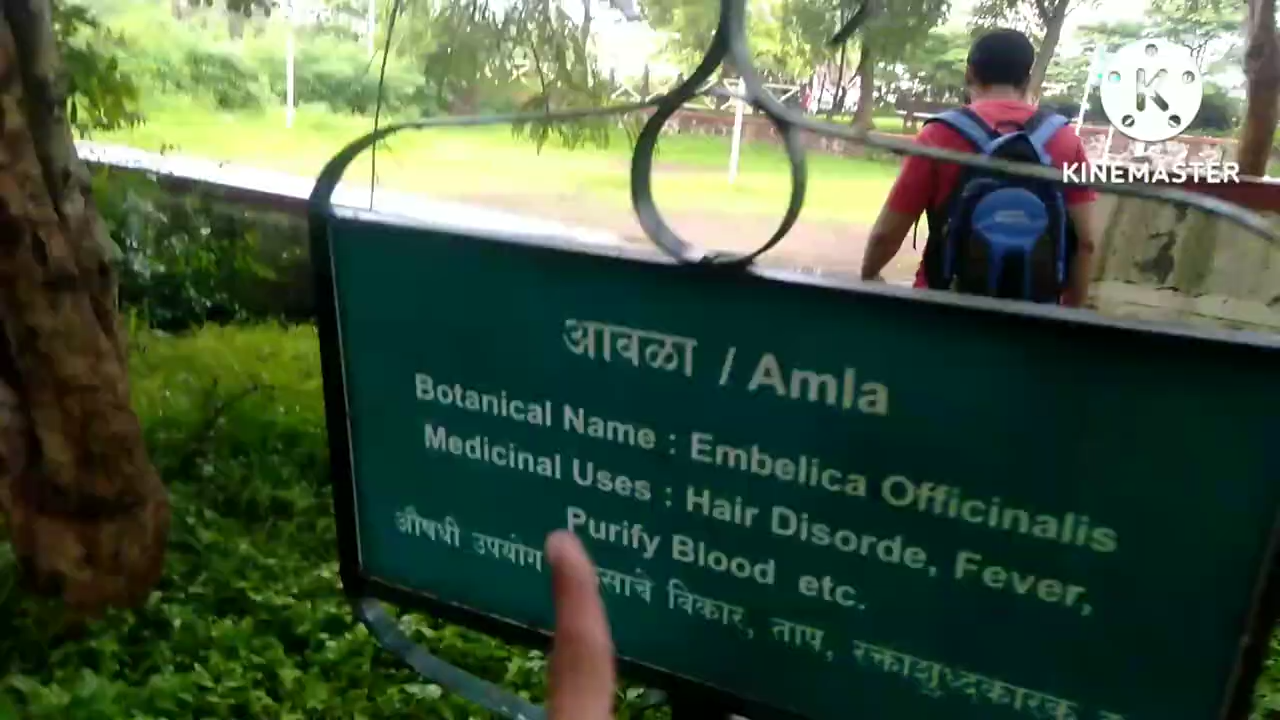 K
KINEMASTER
आवळा / Amla
Botanical Name : Embelica Officinalis
Medicinal Uses : Hair Disorde, Fever,
Purify Blood etc.
औषधी उपयोग विकार, ताप,